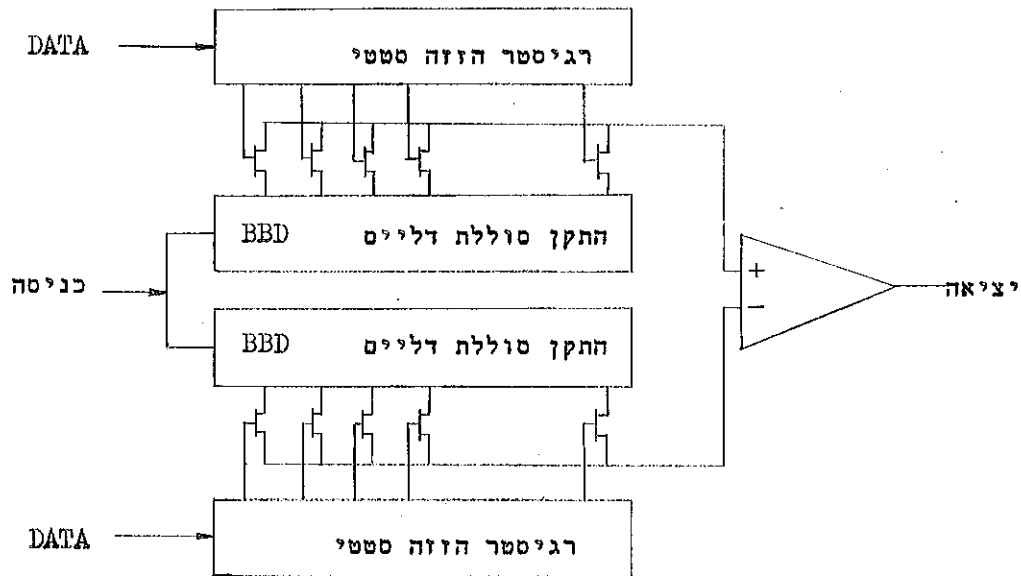 DATA
רגיסטר הזזה סטטי
BBD התקן סוללת דליים
+
כניסה
יציאה
−
BBD התקן סוללת דליים
DATA
רגיסטר הזזה סטטי